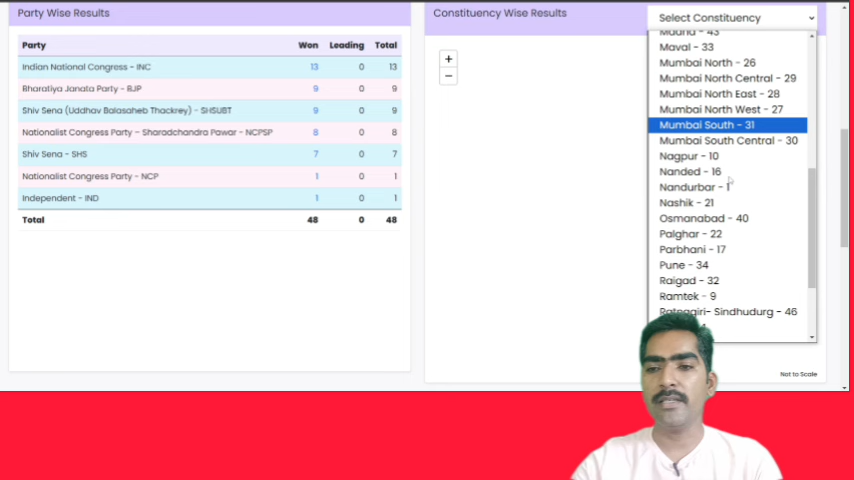 Party Wise Results
Party Won Leading Total
Indian National Congress - INC 13 0 13
Bharatiya Janata Party - BJP 9 0 9
Shiv Sena (Uddhav Balasaheb Thackrey) - SHSUBT 9 0 9
Nationalist Congress Party – Sharadchandra Pawar - NCPSP 8 0 8
Shiv Sena - SHS 7 0 7
Nationalist Congress Party - NCP 1 0 1
Independent - IND 1 0 1
Total 48 0 48
Constituency Wise Results
Select Constituency
+
−
Madha - 43
Maval - 33
Mumbai North - 26
Mumbai North Central - 29
Mumbai North East - 28
Mumbai North West - 27
Mumbai South - 31
Mumbai South Central - 30
Nagpur - 10
Nanded - 16
Nandurbar - 1
Nashik - 21
Osmanabad - 40
Palghar - 22
Parbhani - 17
Pune - 34
Raigad - 32
Ramtek - 9
Ratnagiri- Sindhudurg - 46
Not to Scale